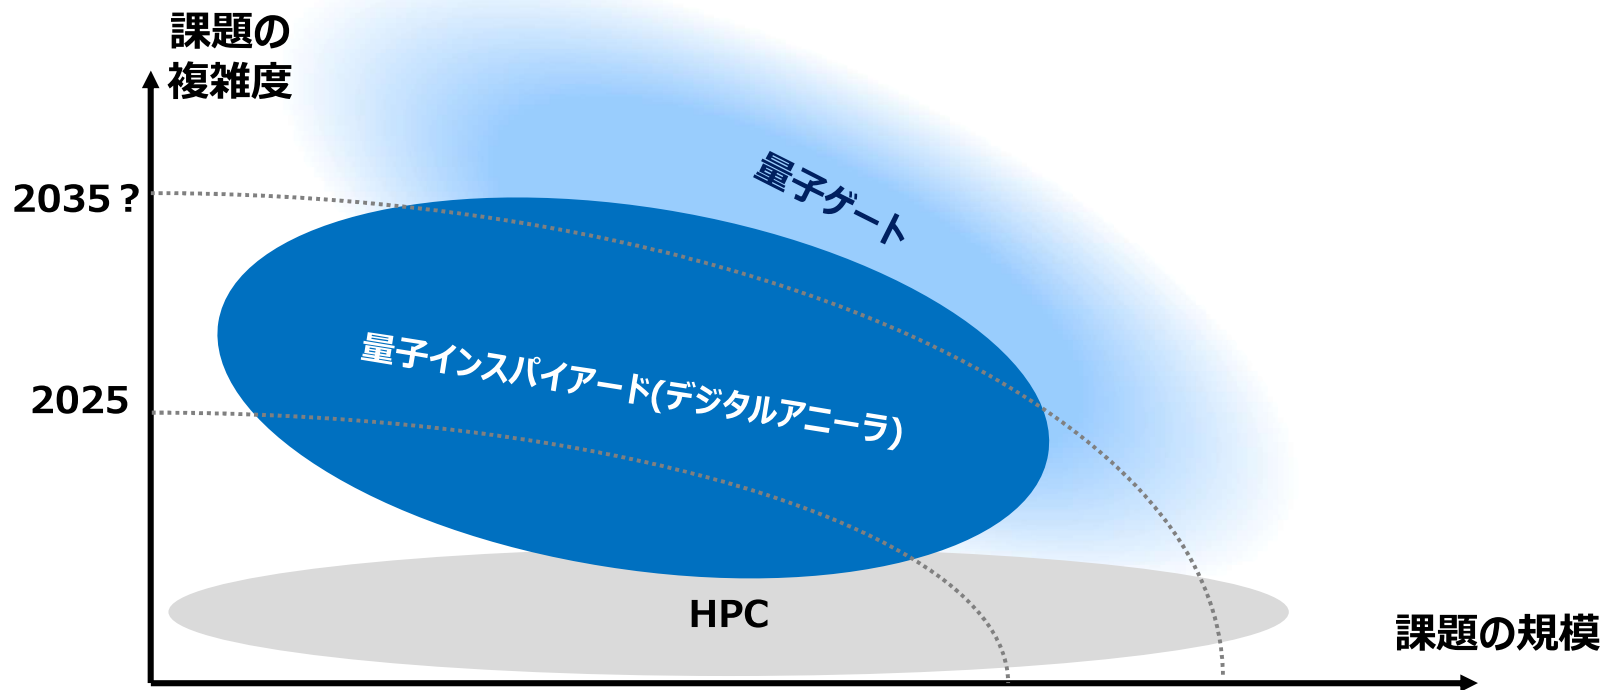 課題の
複雑度
2035？
量子ゲート
量子インスパイアード(デジタルアニーラ)
2025
HPC
課題の規模